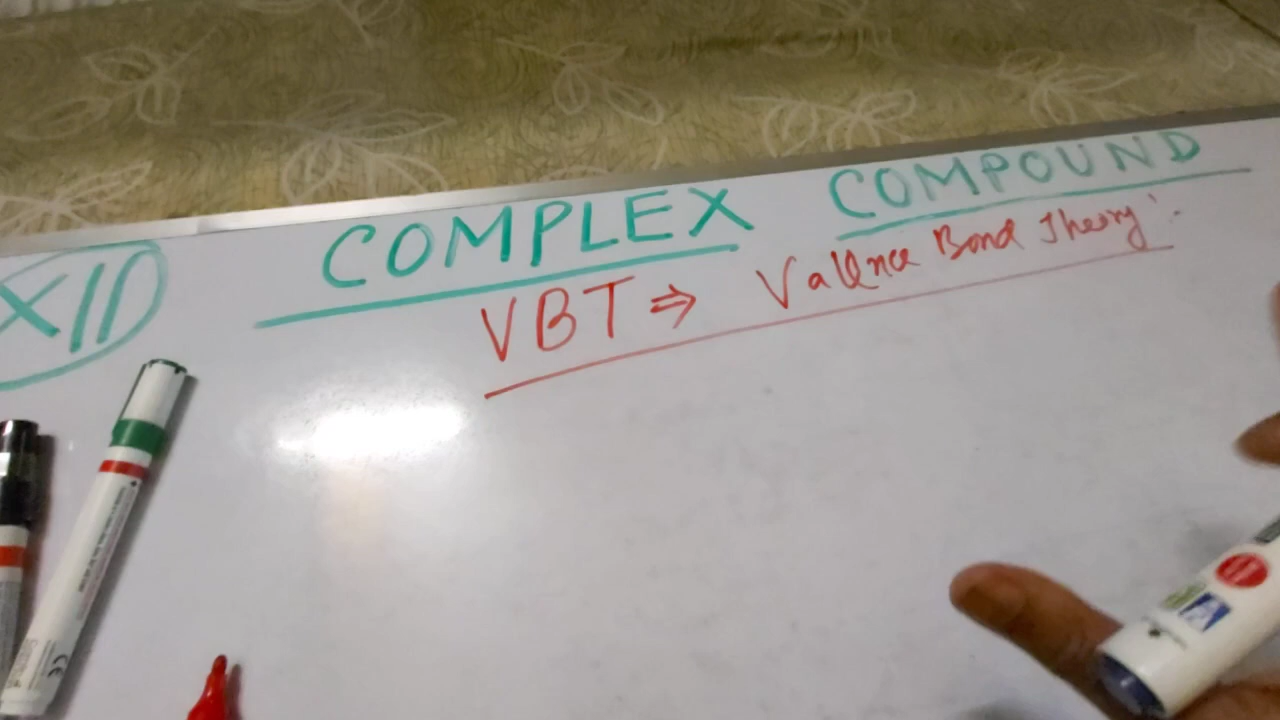 COMPLEX COMPOUND
XII
VBT ⇒ Vallnce Bond Theory:-